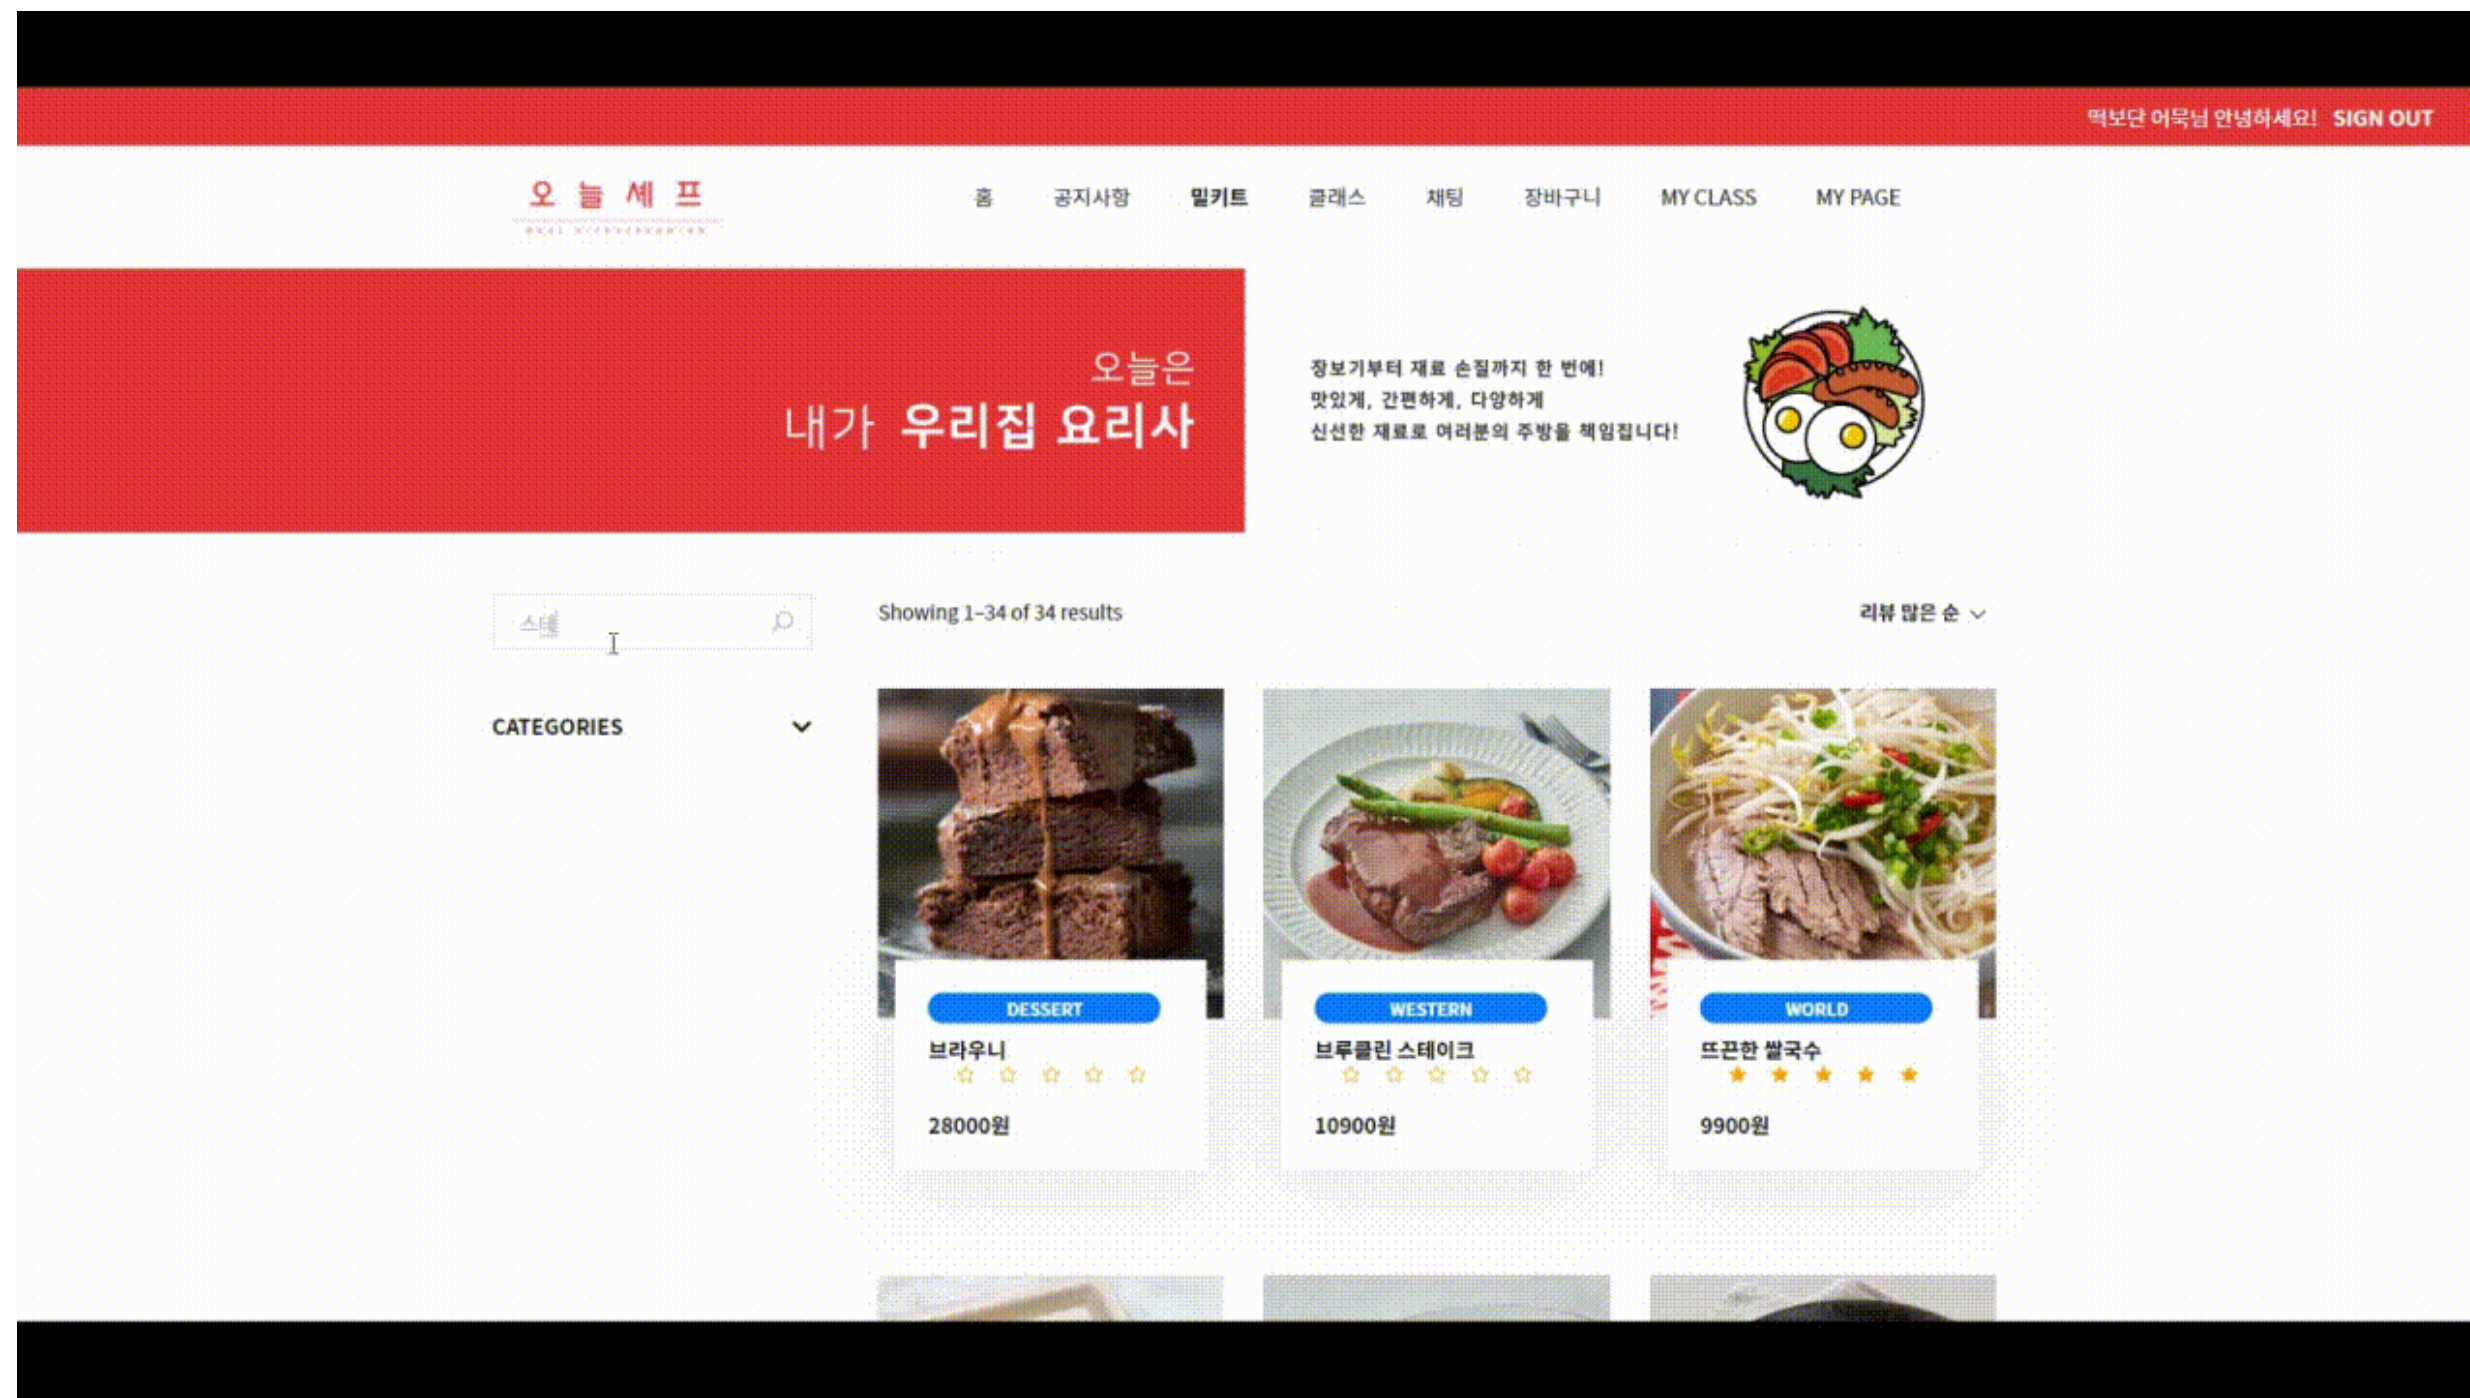 떡보단 어묵님 안녕하세요! SIGN OUT
오늘셰프
홈 공지사항 밀키트 클래스 채팅 장바구니 MY CLASS MY PAGE
오늘은
내가 우리집 요리사
장보기부터 재료 손질까지 한 번에!
맛있게, 간편하게, 다양하게
신선한 재료로 여러분의 주방을 책임집니다!
스테
Showing 1–34 of 34 results
리뷰 많은 순
CATEGORIES
DESSERT
브라우니
28000원
WESTERN
브루클린 스테이크
10900원
WORLD
뜨끈한 쌀국수
9900원